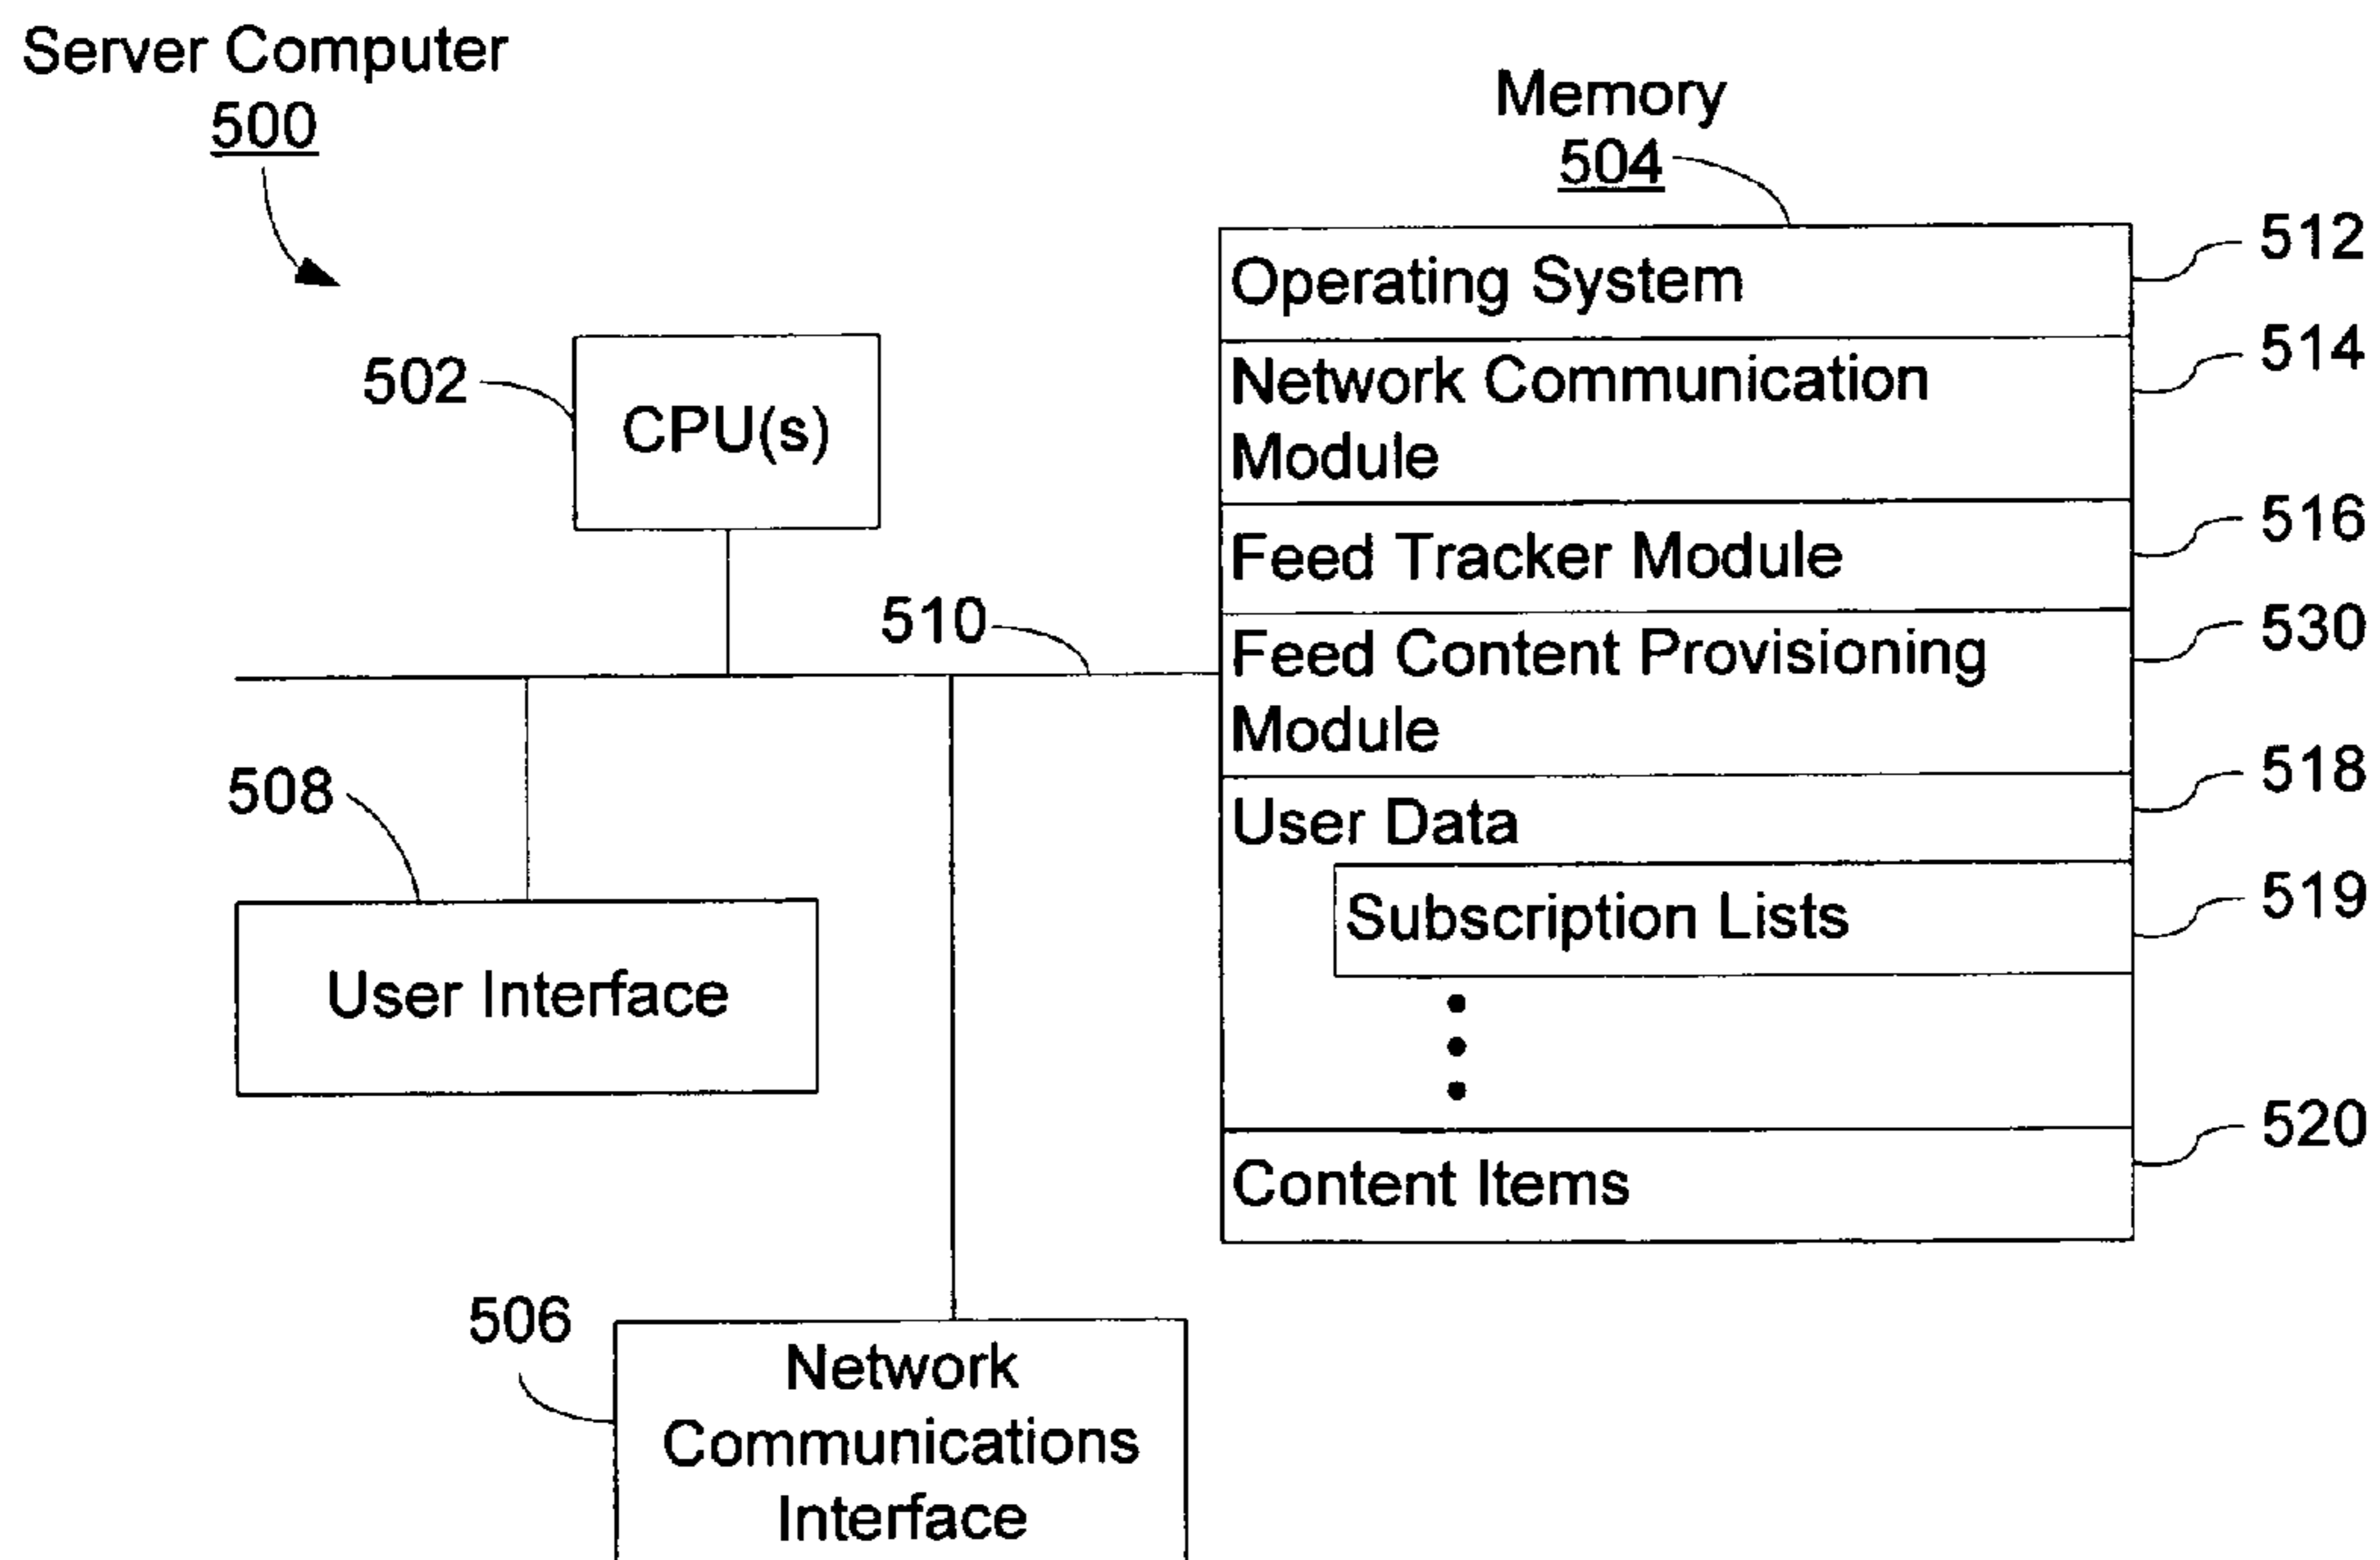 Server Computer
500
Memory
504
512
Operating System
514
Network Communication
Module
502
CPU(s)
516
Feed Tracker Module
510
530
Feed Content Provisioning
Module
518
508
User Data
519
Subscription Lists
User Interface
520
Content Items
506
Network
Communications
Interface